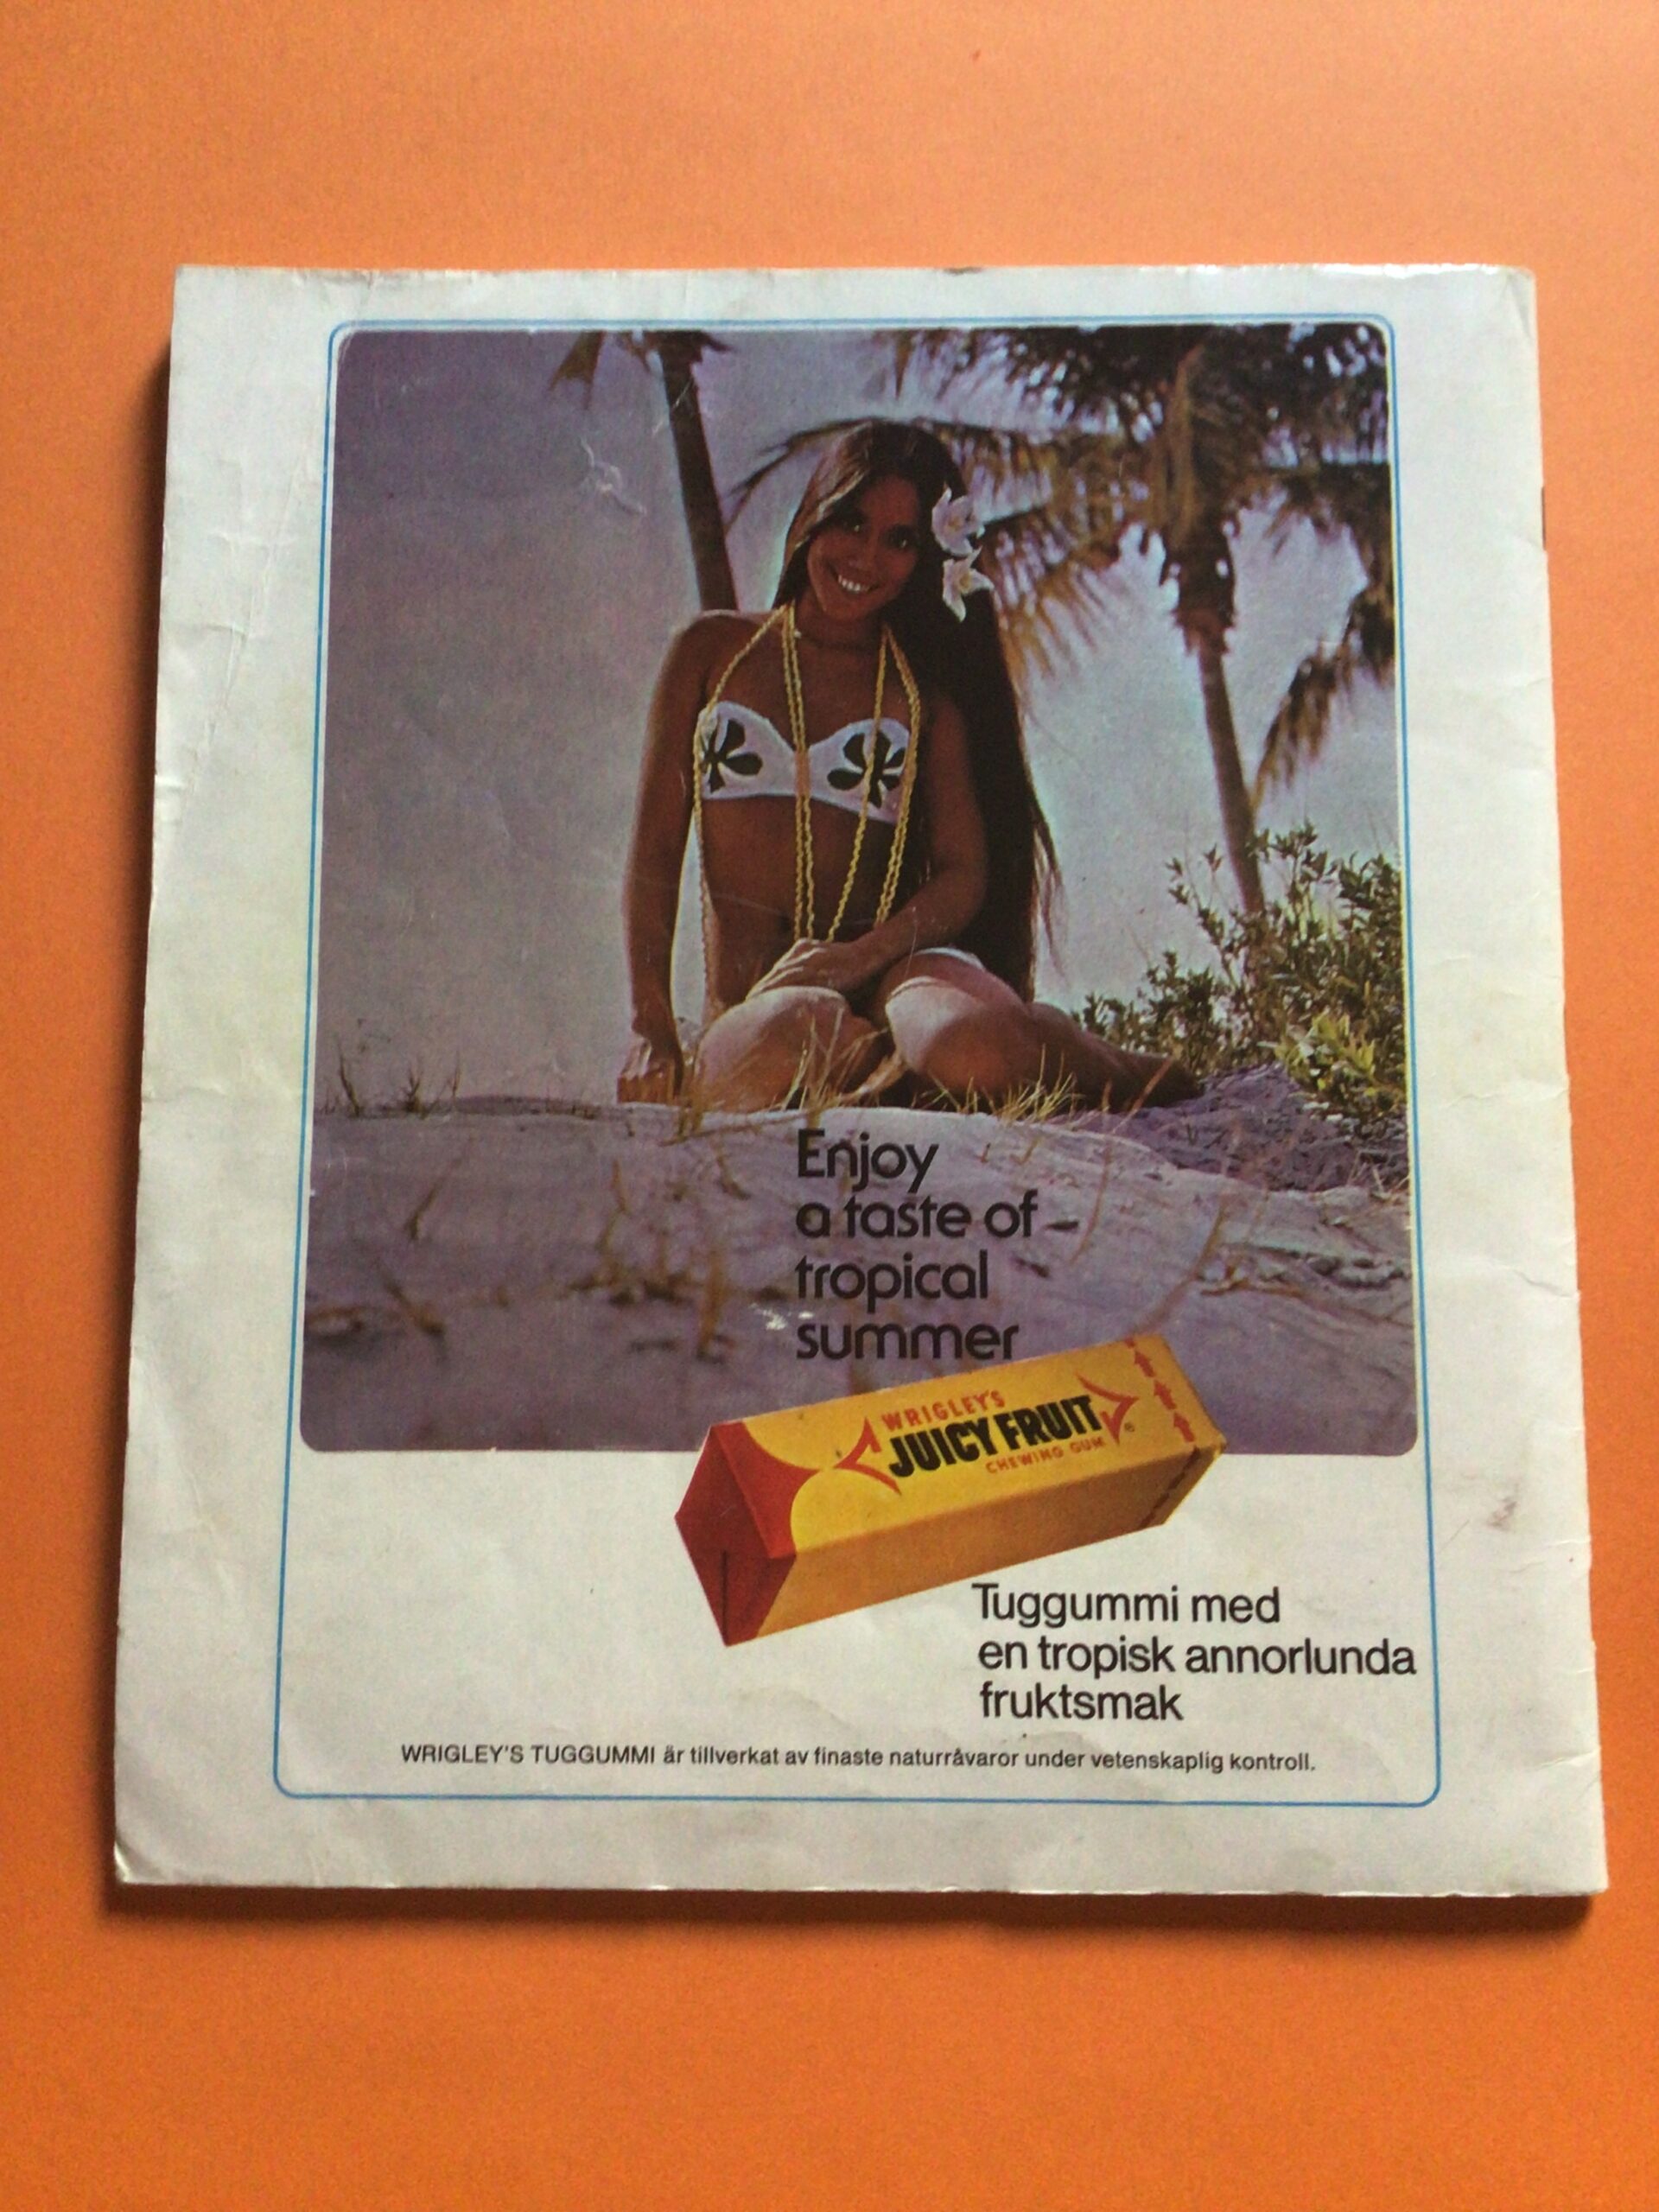 Enjoy
a taste of
tropical
summer
WRIGLEY'S
JUICY FRUIT
CHEWING GUM
®
Tuggummi med
en tropisk annorlunda
fruktsmak
WRIGLEY'S TUGGUMMI är tillverkat av finaste naturråvaror under vetenskaplig kontroll.